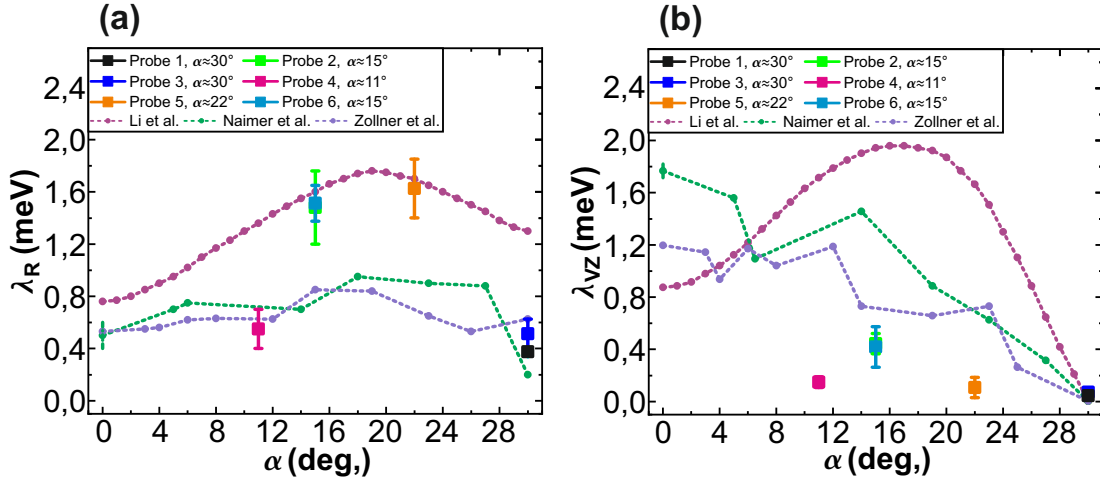 (a)
Probe 1, α≈30°  Probe 2, α≈15°
Probe 3, α≈30°  Probe 4, α≈11°
Probe 5, α≈22°  Probe 6, α≈15°
Li et al.  Naimer et al.  Zollner et al.
λR (meV)
2,4
2,0
1,6
1,2
0,8
0,4
0,0
0 4 8 12 16 20 24 28
α (deg,)
(b)
Probe 1, α≈30°  Probe 2, α≈15°
Probe 3, α≈30°  Probe 4, α≈11°
Probe 5, α≈22°  Probe 6, α≈15°
Li et al.  Naimer et al.  Zollner et al.
λVZ (meV)
2,4
2,0
1,6
1,2
0,8
0,4
0,0
0 4 8 12 16 20 24 28
α (deg,)